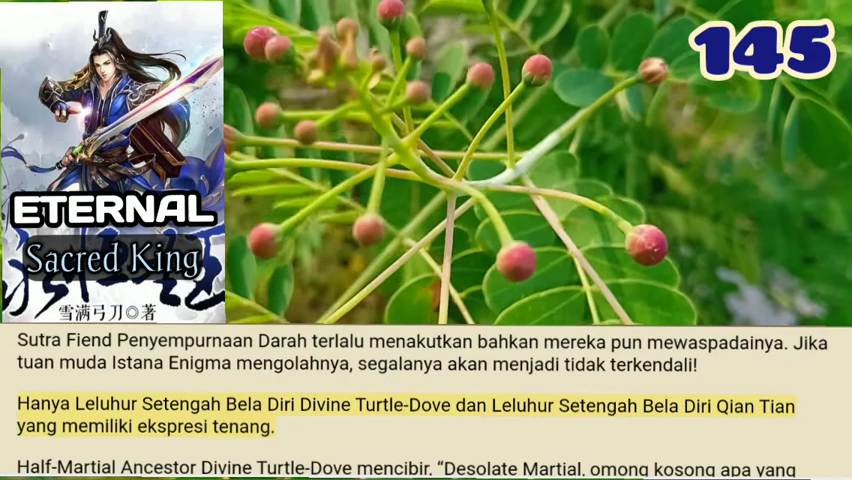 145
ETERNAL
Sacred King
雪满弓刀◎著
Sutra Fiend Penyempurnaan Darah terlalu menakutkan bahkan mereka pun mewaspadainya. Jika
tuan muda Istana Enigma mengolahnya, segalanya akan menjadi tidak terkendali!
Hanya Leluhur Setengah Bela Diri Divine Turtle-Dove dan Leluhur Setengah Bela Diri Qian Tian
yang memiliki ekspresi tenang.
Half-Martial Ancestor Divine Turtle-Dove mencibir. “Desolate Martial, omong kosong apa yang